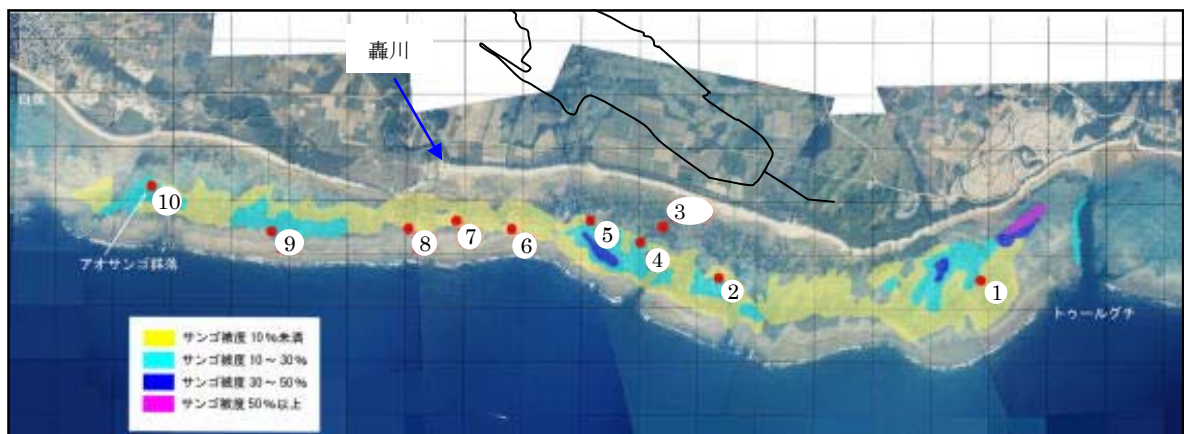 轟川
白保
3
10
5
7
8
6
9
4
2
1
アオサンゴ群落
トゥールグチ
サンゴ被度 10%未満
サンゴ被度 10～30%
サンゴ被度 30～50%
サンゴ被度 50%以上